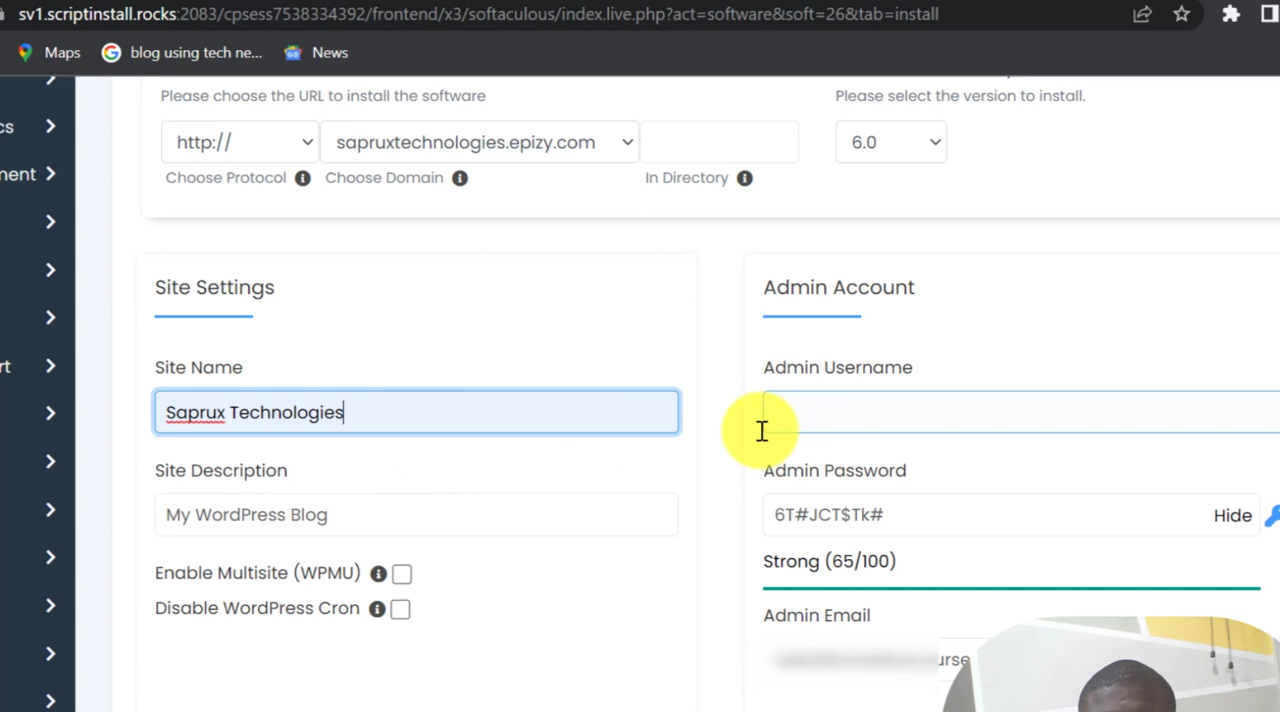 sv1.scriptinstall.rocks:2083/cpsess7538334392/frontend/x3/softaculous/index.live.php?act=software&soft=26&tab=install
Maps blog using tech ne... News
Please choose the URL to install the software
Please select the version to install.
http:// sapruxtechnologies.epizy.com 6.0
Choose Protocol Choose Domain In Directory
cs
nent
rt
Site Settings
Site Name
Saprux Technologies
Site Description
My WordPress Blog
Enable Multisite (WPMU)
Disable WordPress Cron
Admin Account
Admin Username
Admin Password
6T#JCT$Tk# Hide
Strong (65/100)
Admin Email
urse